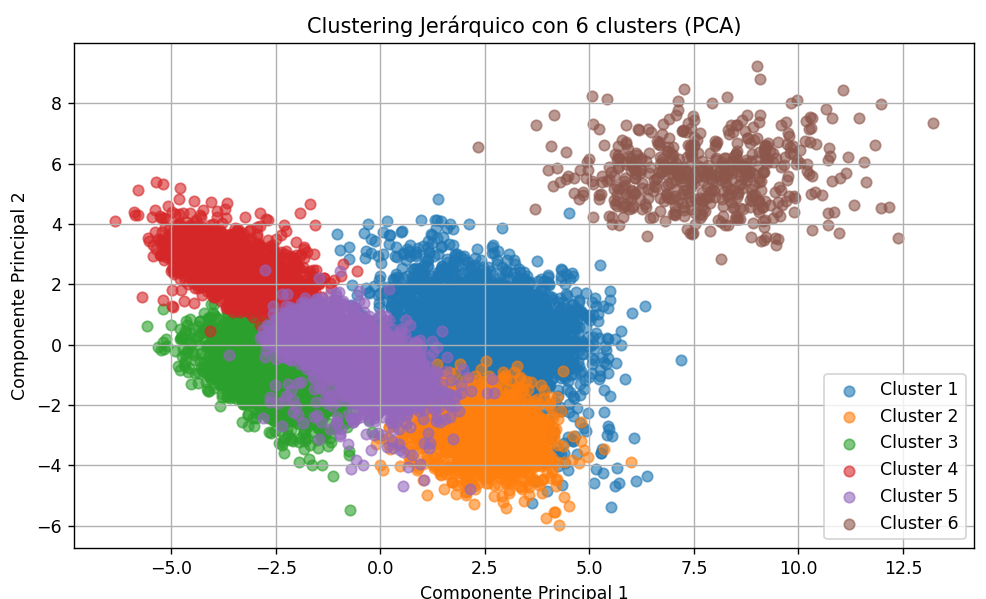 Clustering Jerárquico con 6 clusters (PCA)
Componente Principal 2
8
6
4
2
0
−2
−4
−6
−5.0
−2.5
0.0
2.5
5.0
7.5
10.0
12.5
Componente Principal 1
Cluster 1
Cluster 2
Cluster 3
Cluster 4
Cluster 5
Cluster 6